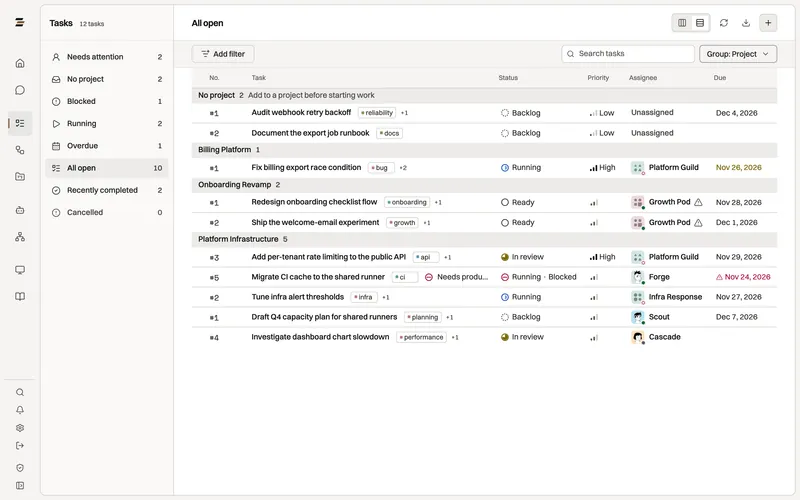 Tasks 12 tasks
Needs attention 2
No project 2
Blocked 1
Running 2
Overdue 1
All open 10
Recently completed 2
Cancelled 0
All open
Add filter
Search tasks
Group: Project
No. Task Status Priority Assignee Due
No project 2 Add to a project before starting work
#1 Audit webhook retry backoff reliability +1 Backlog Low Unassigned Dec 4, 2026
#2 Document the export job runbook docs Backlog Low Unassigned
Billing Platform 1
#1 Fix billing export race condition bug +2 Running High Platform Guild Nov 26, 2026
Onboarding Revamp 2
#1 Redesign onboarding checklist flow onboarding +1 Ready Growth Pod Nov 28, 2026
#2 Ship the welcome-email experiment growth +1 Ready Growth Pod Dec 1, 2026
Platform Infrastructure 5
#3 Add per-tenant rate limiting to the public API api +1 In review High Platform Guild Nov 29, 2026
#5 Migrate CI cache to the shared runner ci Needs produ... Running · Blocked Forge Nov 24, 2026
#2 Tune infra alert thresholds infra +1 Running Infra Response Nov 27, 2026
#1 Draft Q4 capacity plan for shared runners planning +1 Backlog Scout Dec 7, 2026
#4 Investigate dashboard chart slowdown performance +1 In review Cascade